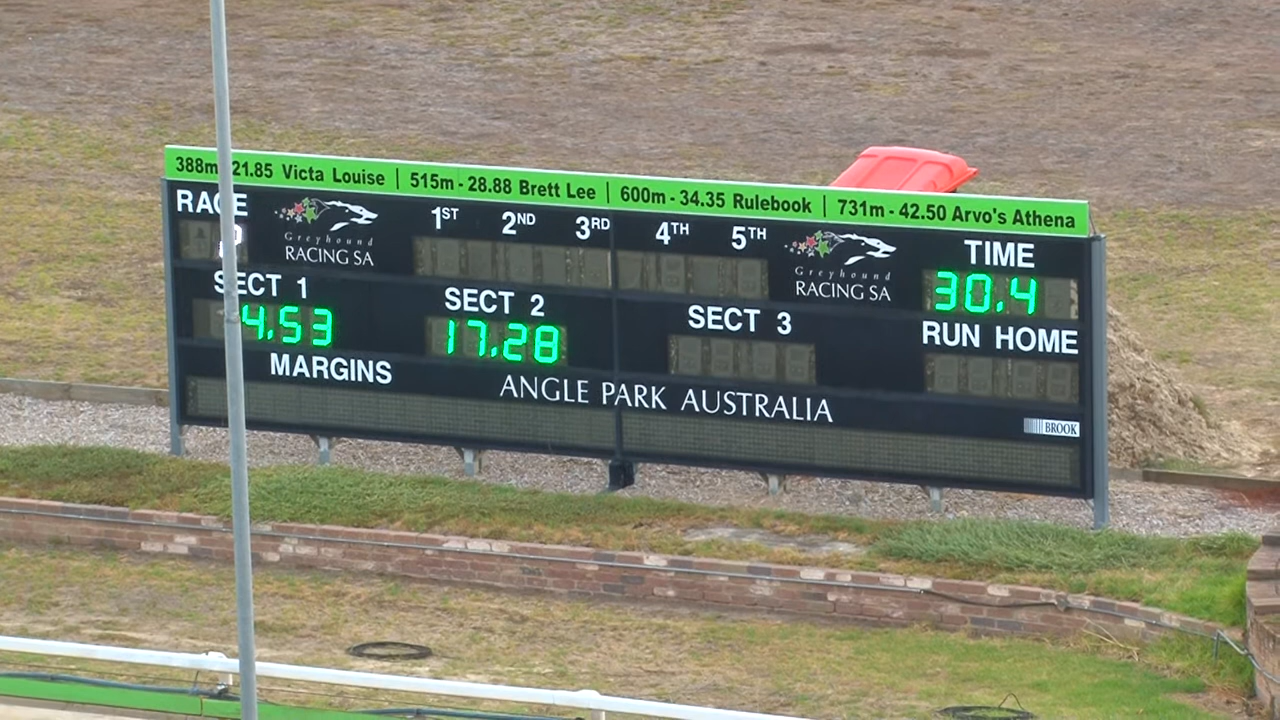 388m 21.85 Victa Louise | 515m - 28.88 Brett Lee | 600m - 34.35 Rulebook | 731m - 42.50 Arvo's Athena
RACE
1ST 2ND 3RD 4TH 5TH
TIME
Greyhound
RACING SA
Greyhound
RACING SA
30.4
SECT 1
4.53
SECT 2
17.28
SECT 3
RUN HOME
MARGINS
ANGLE PARK AUSTRALIA
BROOK